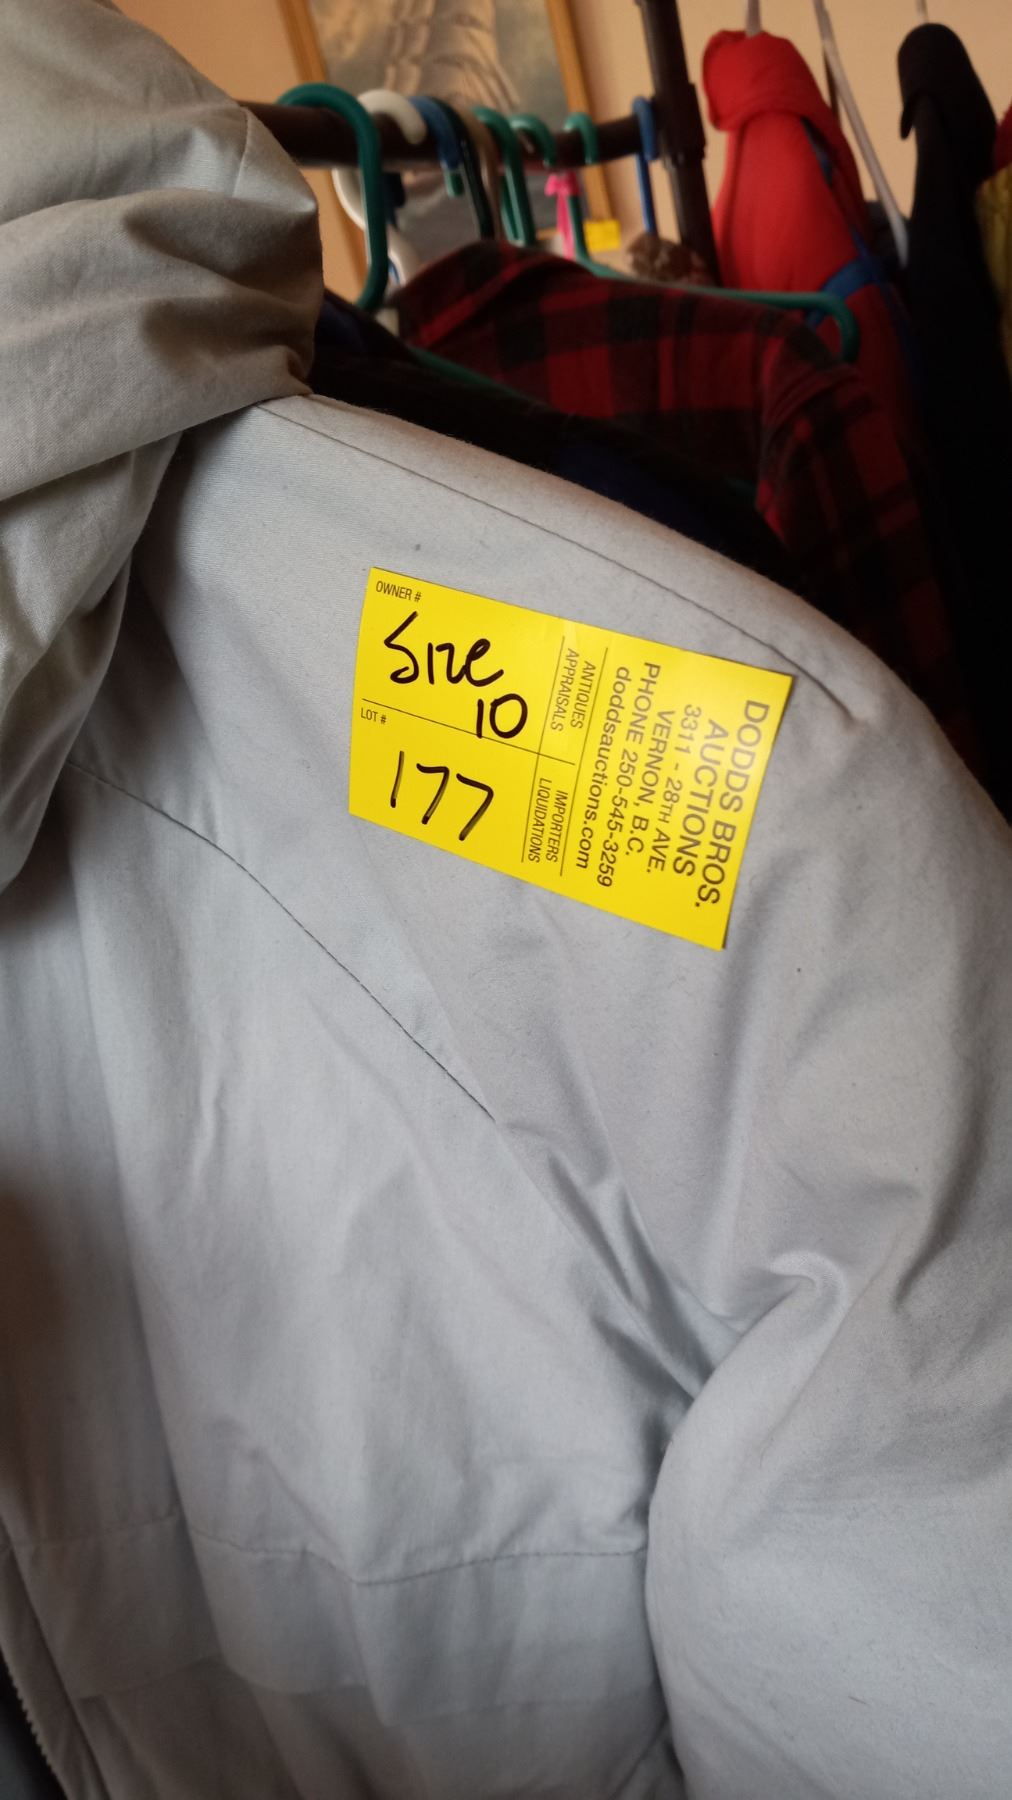 OWNER #
Size
10
LOT #
177
DODDS BROS.
AUCTIONS
3311 - 28TH AVE.
VERNON, B.C.
PHONE 250-545-3259
doddsauctions.com
ANTIQUES
APPRAISALS
IMPORTERS
LIQUIDATIONS